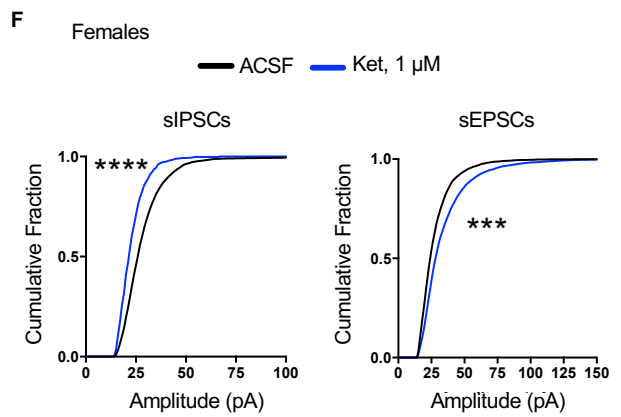 F
Females
ACSF Ket, 1 µM
sIPSCs
sEPSCs
****
***
Cumulative Fraction
1.0
0.5
0.0
0 25 50 75 100
Amplitude (pA)
Cumulative Fraction
1.0
0.5
0.0
0 25 50 75 100 125 150
Amplitude (pA)